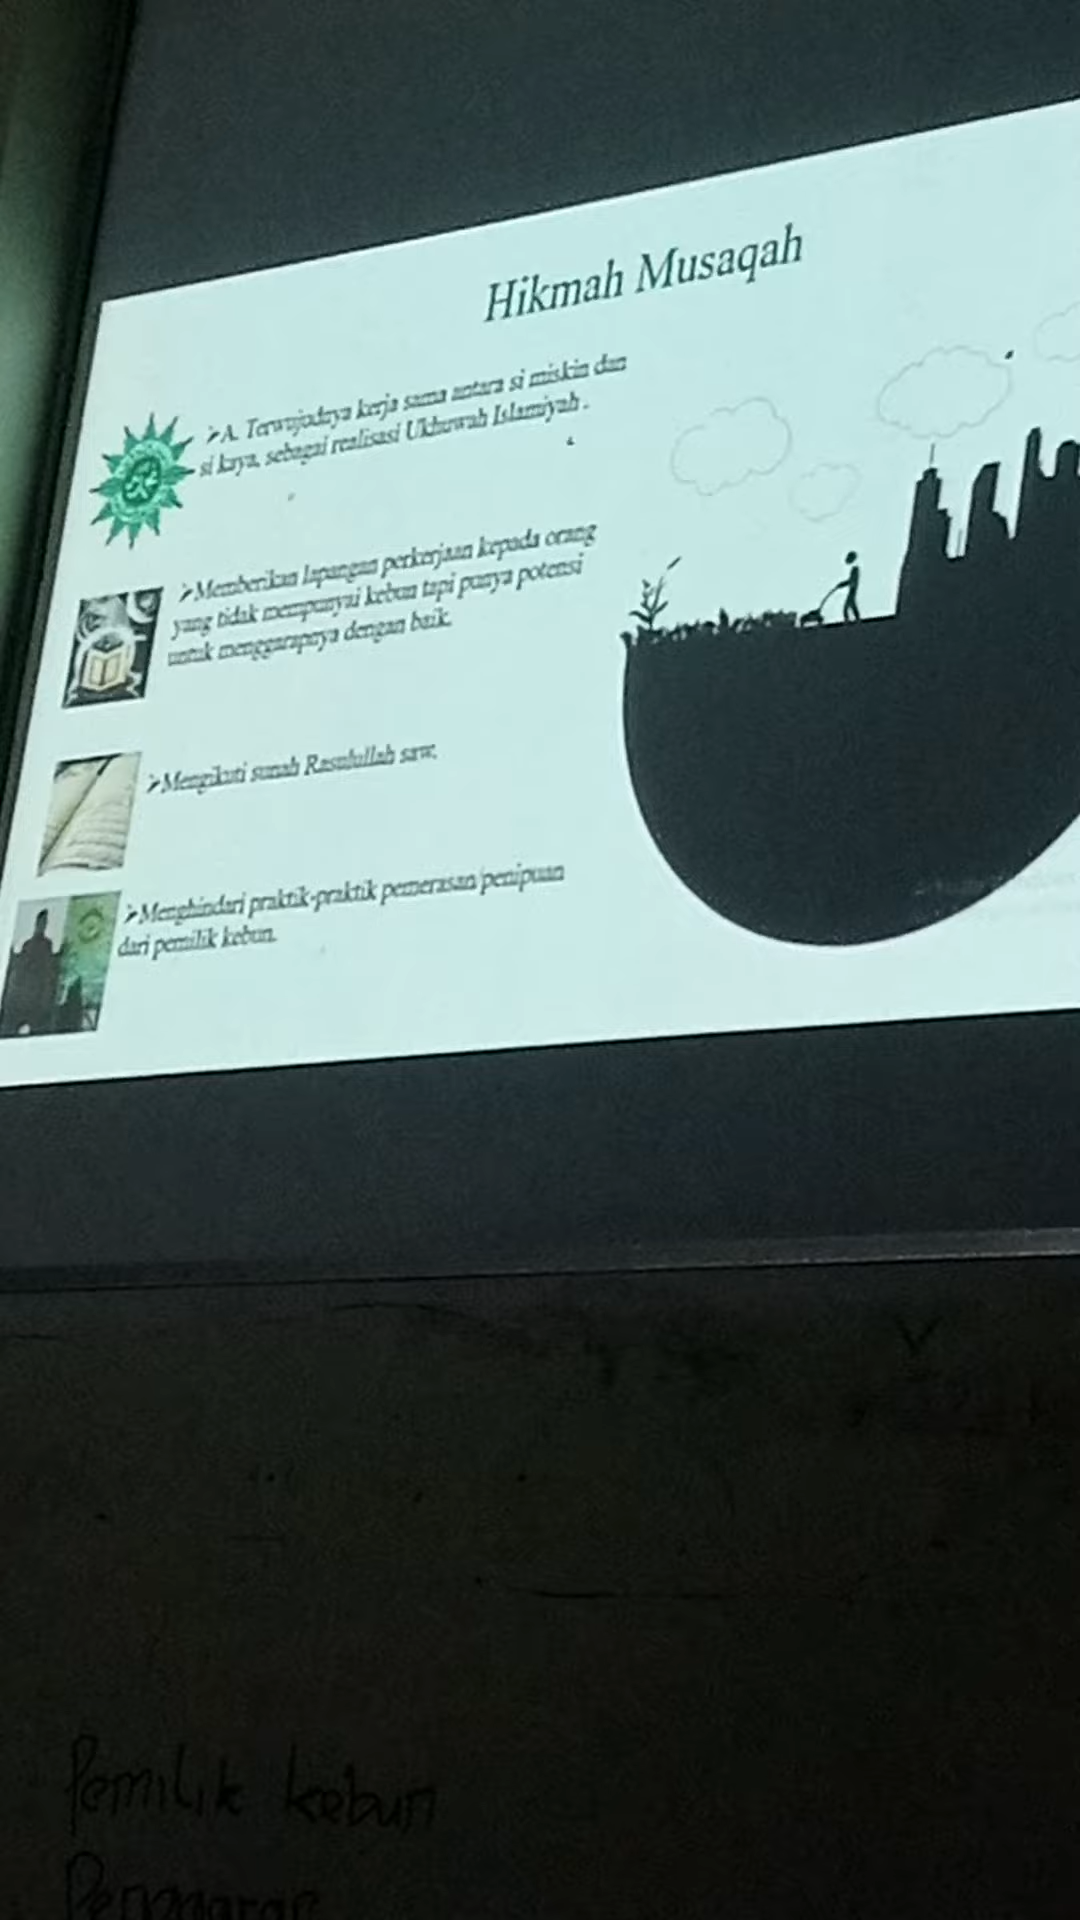 Hikmah Musaqah
➢A. Terwujudnya kerja sama antara si miskin dan
si kaya, sebagai realisasi Ukhuwah Islamiyah .
➢Memberikan lapangan perkerjaan kepada orang
yang tidak mempunyai kebun tapi punya potensi
untuk menggarapnya dengan baik.
➢Mengikuti sunah Rasulullah saw.
➢Menghindari praktik-praktik pemerasan/penipuan
dari pemilik kebun.
Pemilik kebun
Penggarap